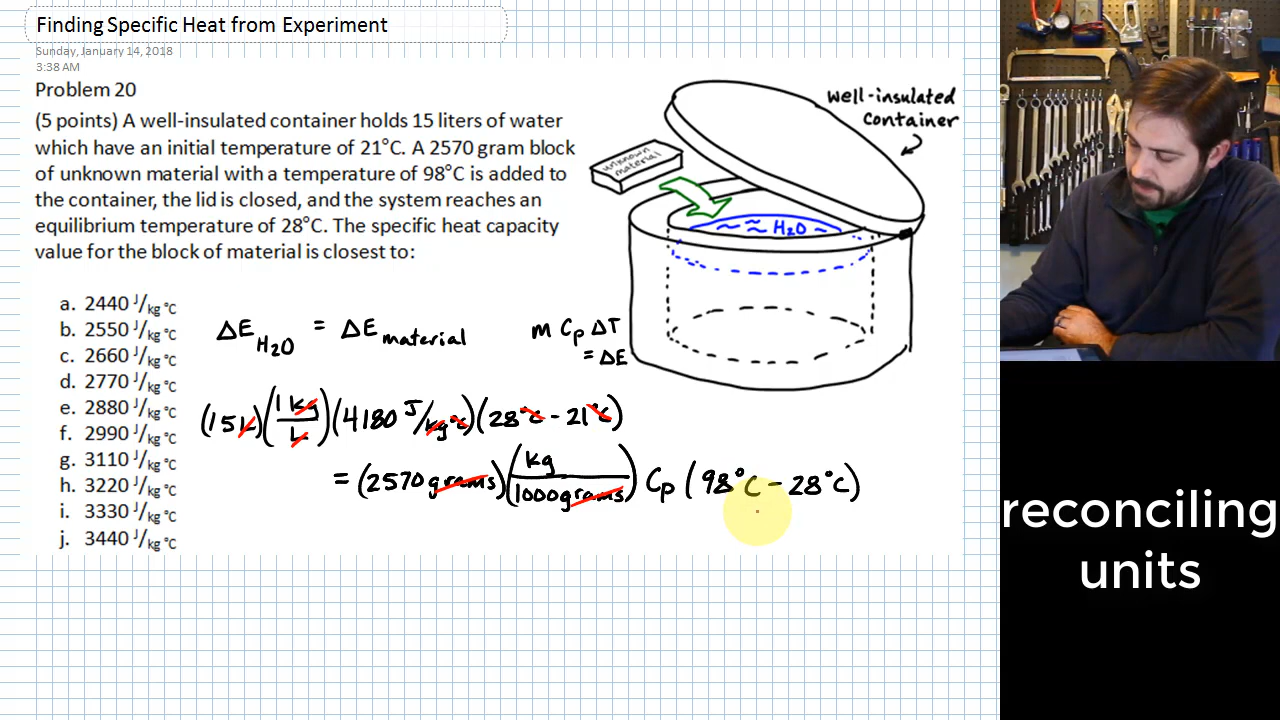 Finding Specific Heat from Experiment
Sunday, January 14, 2018
3:38 AM
Problem 20
(5 points) A well-insulated container holds 15 liters of water
which have an initial temperature of 21°C. A 2570 gram block
of unknown material with a temperature of 98°C is added to
the container, the lid is closed, and the system reaches an
equilibrium temperature of 28°C. The specific heat capacity
value for the block of material is closest to:
a. 2440 J/kg °C
b. 2550 J/kg °C
c. 2660 J/kg °C
d. 2770 J/kg °C
e. 2880 J/kg °C
f. 2990 J/kg °C
g. 3110 J/kg °C
h. 3220 J/kg °C
i. 3330 J/kg °C
j. 3440 J/kg °C
well-insulated
container
unknown
material
≈ ≈ H2O ~
ΔE H2O = ΔE material
m Cp ΔT
= ΔE
(15 L) (1 kg / L) (4180 J/kg°C) (28°C - 21°C)
= (2570 grams) (kg / 1000 grams) Cp (98°C - 28°C)
reconciling
units